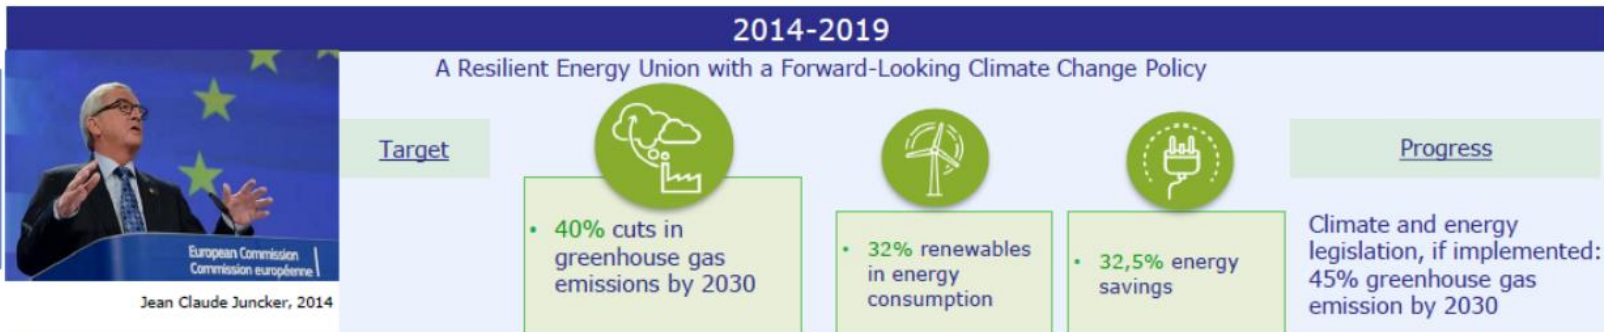 2014-2019
A Resilient Energy Union with a Forward-Looking Climate Change Policy
European Commission
Commission européenne
Jean Claude Juncker, 2014
Target
• 40% cuts in
greenhouse gas
emissions by 2030
• 32% renewables
in energy
consumption
• 32,5% energy
savings
Progress
Climate and energy
legislation, if implemented:
45% greenhouse gas
emission by 2030